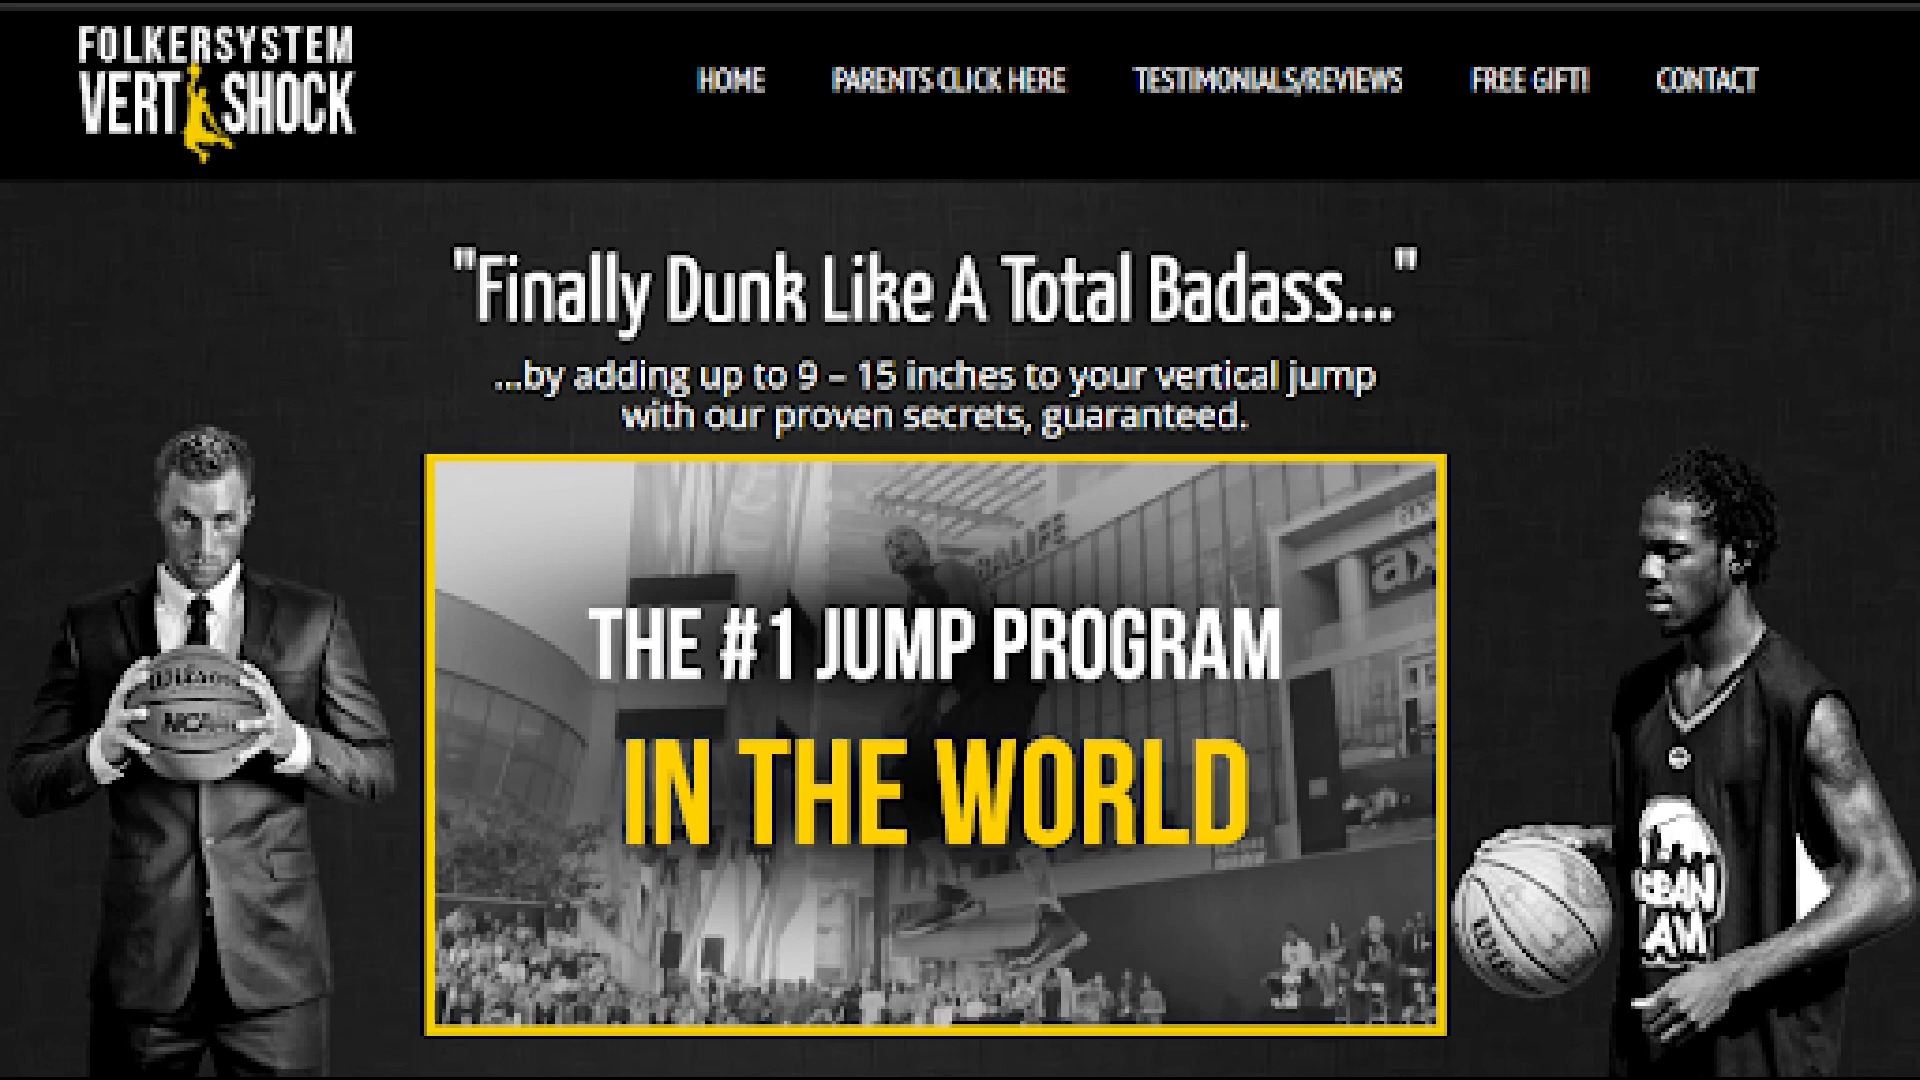 FOLKERSYSTEM
VERT SHOCK
HOME PARENTS CLICK HERE TESTIMONIALS/REVIEWS FREE GIFT! CONTACT
"Finally Dunk Like A Total Badass..."
...by adding up to 9 – 15 inches to your vertical jump
with our proven secrets, guaranteed.
THE #1 JUMP PROGRAM
IN THE WORLD
Wilson
NCAA